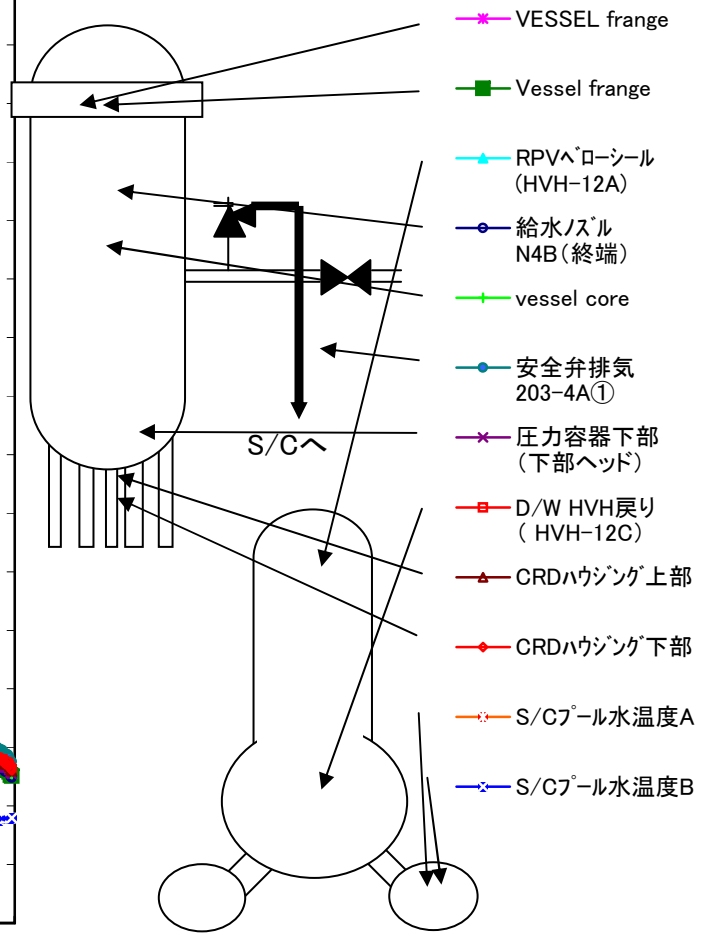 VESSEL frange
Vessel frange
RPVベローシール
(HVH-12A)
給水ノズル
N4B(終端)
vessel core
安全弁排気
203-4A①
圧力容器下部
(下部ヘッド)
D/W HVH戻り
( HVH-12C)
CRDハウジング上部
CRDハウジング下部
S/Cプール水温度A
S/Cプール水温度B
S/Cへ